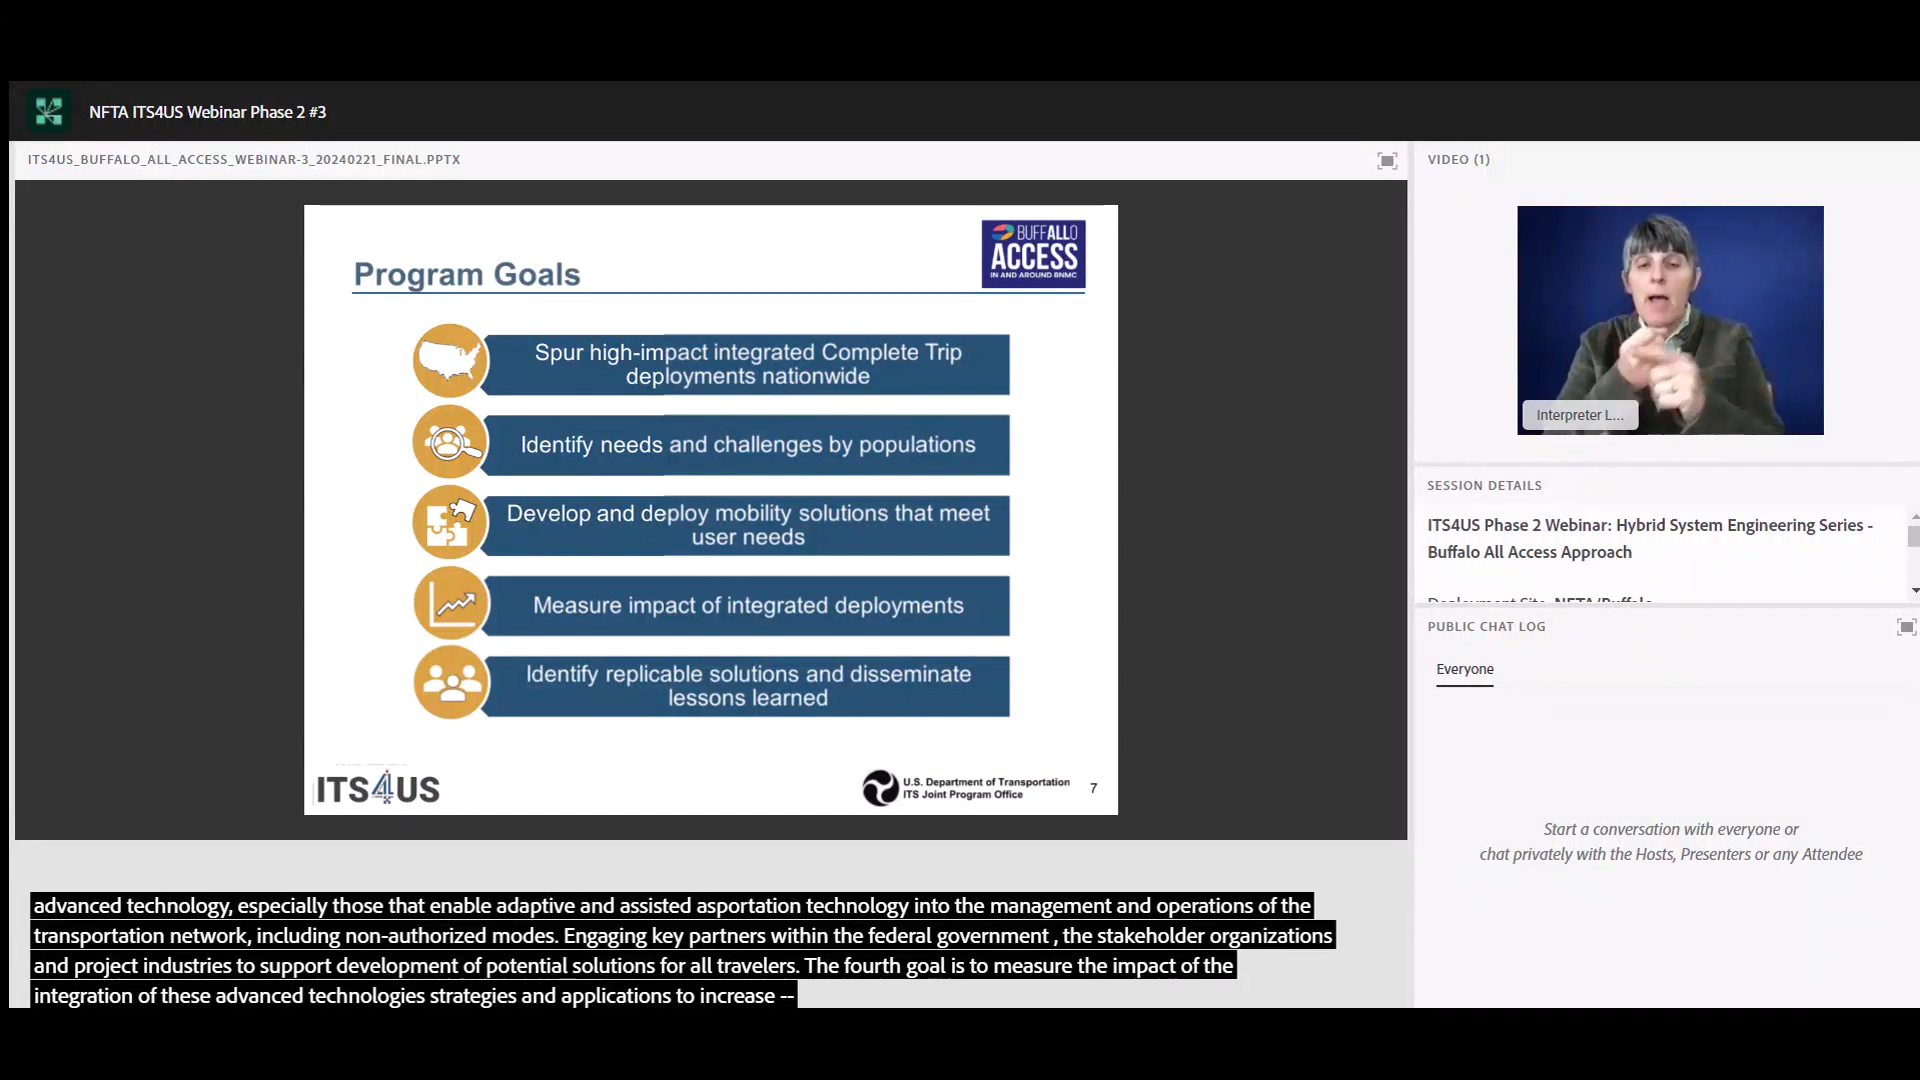 NFTA ITS4US Webinar Phase 2 #3
ITS4US_BUFFALO_ALL_ACCESS_WEBINAR-3_20240221_FINAL.PPTX
VIDEO (1)
BUFFALLO
ACCESS
IN AND AROUND BNMC
Program Goals
Spur high-impact integrated Complete Trip
deployments nationwide
Identify needs and challenges by populations
Develop and deploy mobility solutions that meet
user needs
Measure impact of integrated deployments
Identify replicable solutions and disseminate
lessons learned
ITS4US
U.S. Department of Transportation
ITS Joint Program Office
7
Interpreter L...
SESSION DETAILS
ITS4US Phase 2 Webinar: Hybrid System Engineering Series -
Buffalo All Access Approach
Deployment Site: NFTA/Buffalo
PUBLIC CHAT LOG
Everyone
Start a conversation with everyone or
chat privately with the Hosts, Presenters or any Attendee
advanced technology, especially those that enable adaptive and assisted asportation technology into the management and operations of the
transportation network, including non-authorized modes. Engaging key partners within the federal government , the stakeholder organizations
and project industries to support development of potential solutions for all travelers. The fourth goal is to measure the impact of the
integration of these advanced technologies strategies and applications to increase --